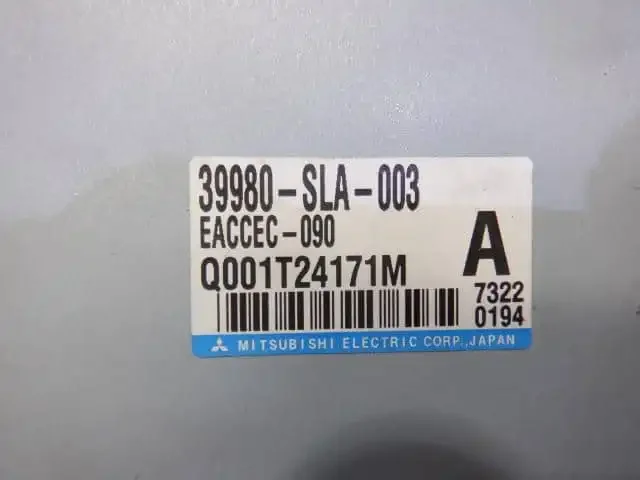 39980-SLA-003
EACCEC-090
A
Q001T24171M
7322
0194
MITSUBISHI ELECTRIC CORP.,JAPAN